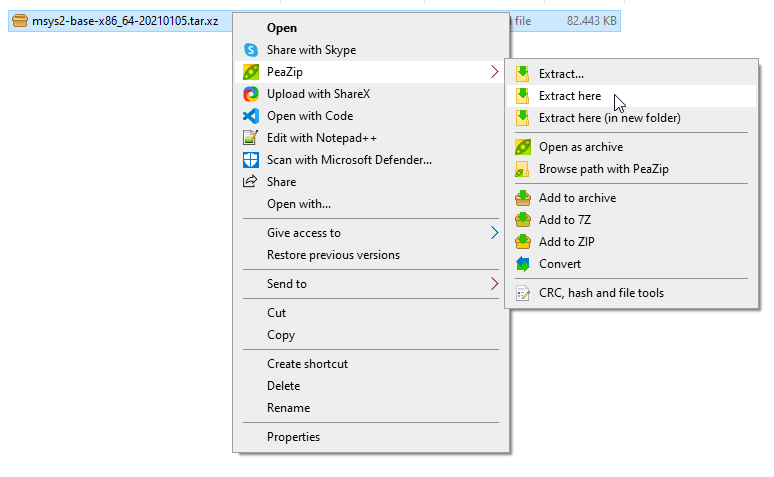 msys2-base-x86_64-20210105.tar.xz file 82.443 KB
Open
Share with Skype
PeaZip
Upload with ShareX
Open with Code
Edit with Notepad++
Scan with Microsoft Defender...
Share
Open with...
Give access to
Restore previous versions
Send to
Cut
Copy
Create shortcut
Delete
Rename
Properties
Extract...
Extract here
Extract here (in new folder)
Open as archive
Browse path with PeaZip
Add to archive
Add to 7Z
Add to ZIP
Convert
CRC, hash and file tools